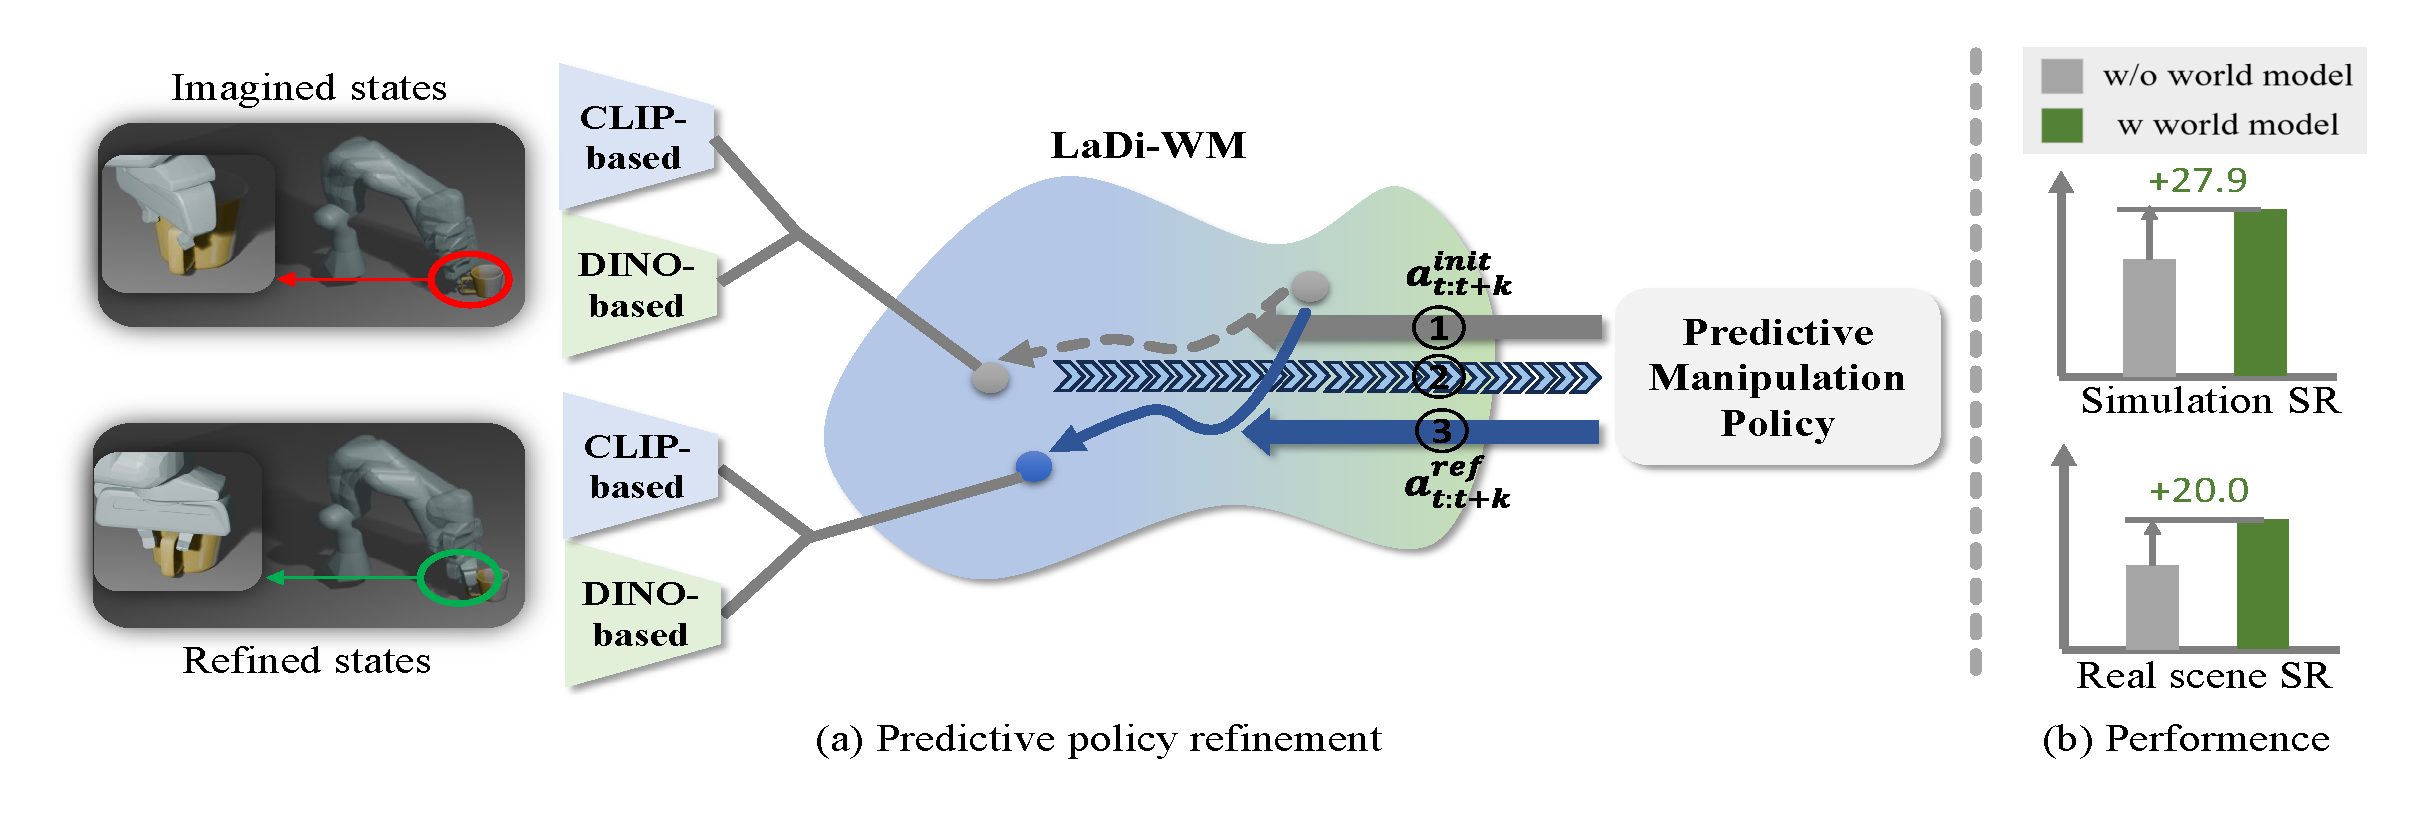 Imagined states
CLIP-
based
DINO-
based
CLIP-
based
DINO-
based
Refined states
LaDi-WM
a^{init}_{t:t+k}
1
2
3
a^{ref}_{t:t+k}
Predictive
Manipulation
Policy
(a) Predictive policy refinement
w/o world model
w world model
+27.9
Simulation SR
+20.0
Real scene SR
(b) Performence